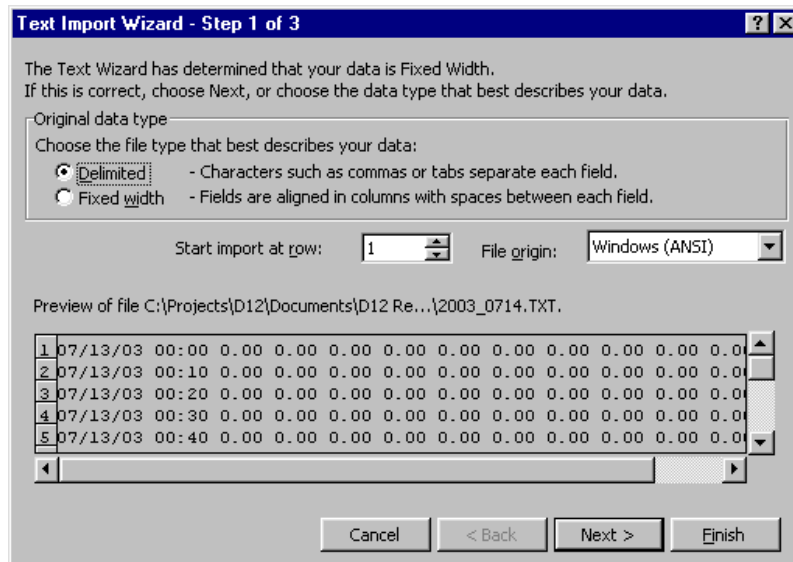 Text Import Wizard - Step 1 of 3
The Text Wizard has determined that your data is Fixed Width.
If this is correct, choose Next, or choose the data type that best describes your data.
Original data type
Choose the file type that best describes your data:
Delimited - Characters such as commas or tabs separate each field.
Fixed width - Fields are aligned in columns with spaces between each field.
Start import at row: 1 File origin: Windows (ANSI)
Preview of file C:\Projects\D12\Documents\D12 Re...\2003_0714.TXT.
1 07/13/03 00:00 0.00 0.00 0.00 0.00 0.00 0.00 0.00 0.00 0.00 0.0
2 07/13/03 00:10 0.00 0.00 0.00 0.00 0.00 0.00 0.00 0.00 0.00 0.0
3 07/13/03 00:20 0.00 0.00 0.00 0.00 0.00 0.00 0.00 0.00 0.00 0.0
4 07/13/03 00:30 0.00 0.00 0.00 0.00 0.00 0.00 0.00 0.00 0.00 0.0
5 07/13/03 00:40 0.00 0.00 0.00 0.00 0.00 0.00 0.00 0.00 0.00 0.0
Cancel < Back Next > Finish